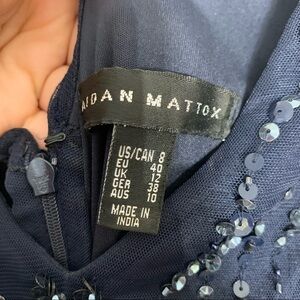 AIDAN MATTOX
US/CAN 8
EU 40
UK 12
GER 38
AUS 10
MADE IN
INDIA